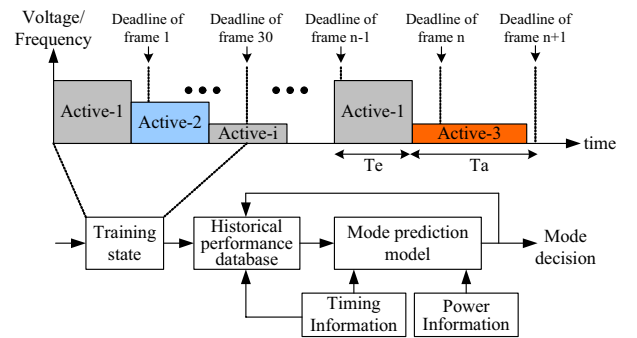 Voltage/
Frequency
Deadline of
frame 1
Deadline of
frame 30
Deadline of
frame n-1
Deadline of
frame n
Deadline of
frame n+1
Active-1
Active-2
Active-i
Active-1
Active-3
time
Te
Ta
Training
state
Historical
performance
database
Mode prediction
model
Mode
decision
Timing
Information
Power
Information